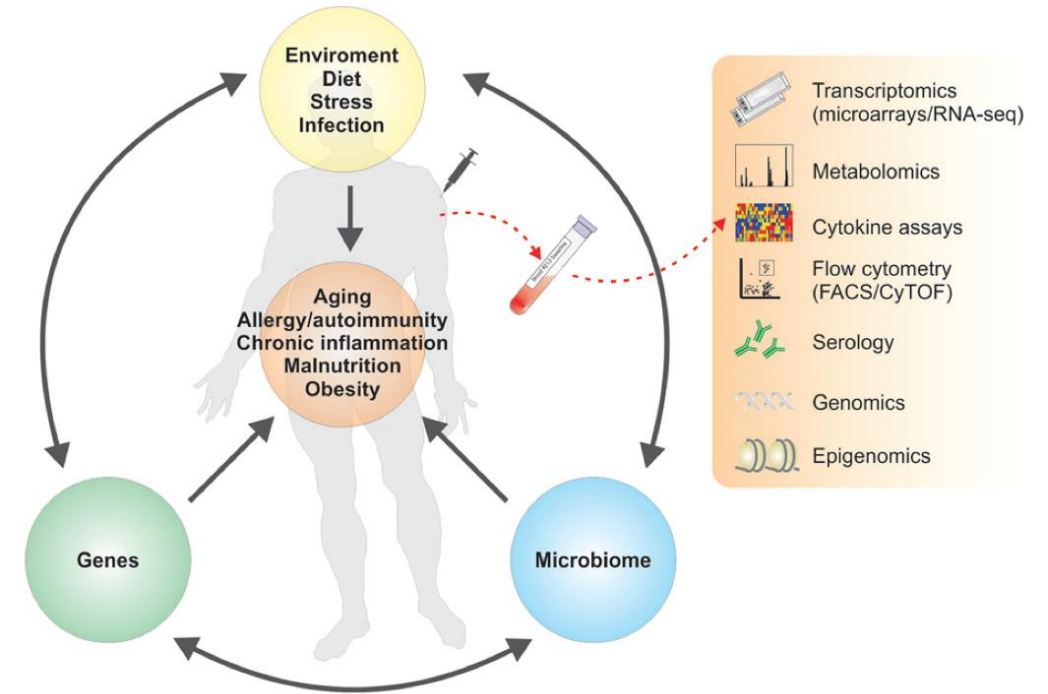 Enviroment
Diet
Stress
Infection
Aging
Allergy/autoimmunity
Chronic inflammation
Malnutrition
Obesity
Genes
Microbiome
Transcriptomics
(microarrays/RNA-seq)
Metabolomics
Cytokine assays
Flow cytometry
(FACS/CyTOF)
Serology
Genomics
Epigenomics